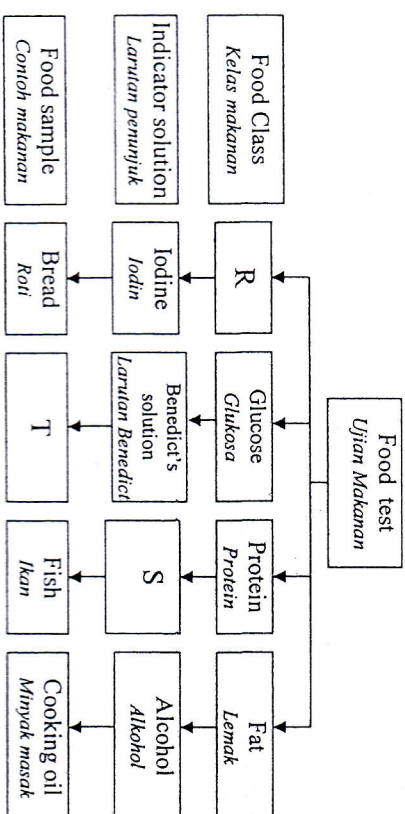 Food test
Ujian Makanan
Food Class
Kelas makanan
R
Glucose
Glukosa
Protein
Protein
Fat
Lemak
Indicator solution
Larutan penunjuk
Iodine
Iodin
Benedict's
solution
Larutan Benedict
S
Alcohol
Alkohol
Food sample
Contoh makanan
Bread
Roti
T
Fish
Ikan
Cooking oil
Minyak masak